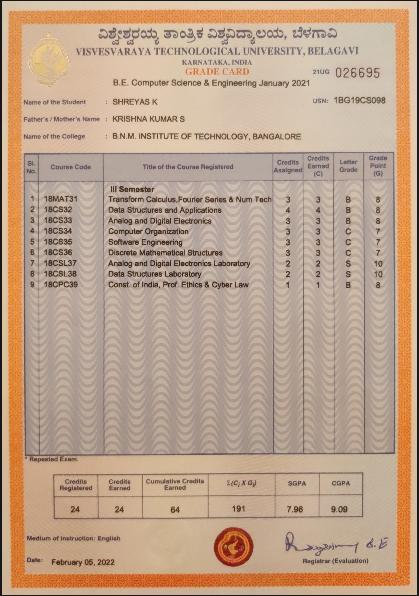 ವಿಶ್ವೇಶ್ವರಯ್ಯ ತಾಂತ್ರಿಕ ವಿಶ್ವವಿದ್ಯಾಲಯ, ಬೆಳಗಾವಿ
VISVESVARAYA TECHNOLOGICAL UNIVERSITY, BELAGAVI
KARNATAKA, INDIA
GRADE CARD 21UG 026695
B.E. Computer Science & Engineering January 2021
Name of the Student : SHREYAS K USN: 1BG19CS098
Father's / Mother's Name : KRISHNA KUMAR S
Name of the College : B.N.M. INSTITUTE OF TECHNOLOGY, BANGALORE
Sl. No. Course Code Title of the Course Registered Credits Assigned Credits Earned (C) Letter Grade Grade Point (G)
III Semester
1 18MAT31 Transform Calculus,Fourier Series & Num Tech 3 3 B 8
2 18CS32 Data Structures and Applications 4 4 B 8
3 18CS33 Analog and Digital Electronics 3 3 B 8
4 18CS34 Computer Organization 3 3 C 7
5 18CS35 Software Engineering 3 3 C 7
6 18CS36 Discrete Mathematical Structures 3 3 C 7
7 18CSL37 Analog and Digital Electronics Laboratory 2 2 S 10
8 18CSL38 Data Structures Laboratory 2 2 S 10
9 18CPC39 Const. of India, Prof. Ethics & Cyber Law 1 1 B 8
* Repeated Exam.
Credits Registered Credits Earned Cumulative Credits Earned Σ(Cᵢ X Gᵢ) SGPA CGPA
24 24 64 191 7.96 9.09
Medium of Instruction: English
Date: February 05, 2022 Registrar (Evaluation)